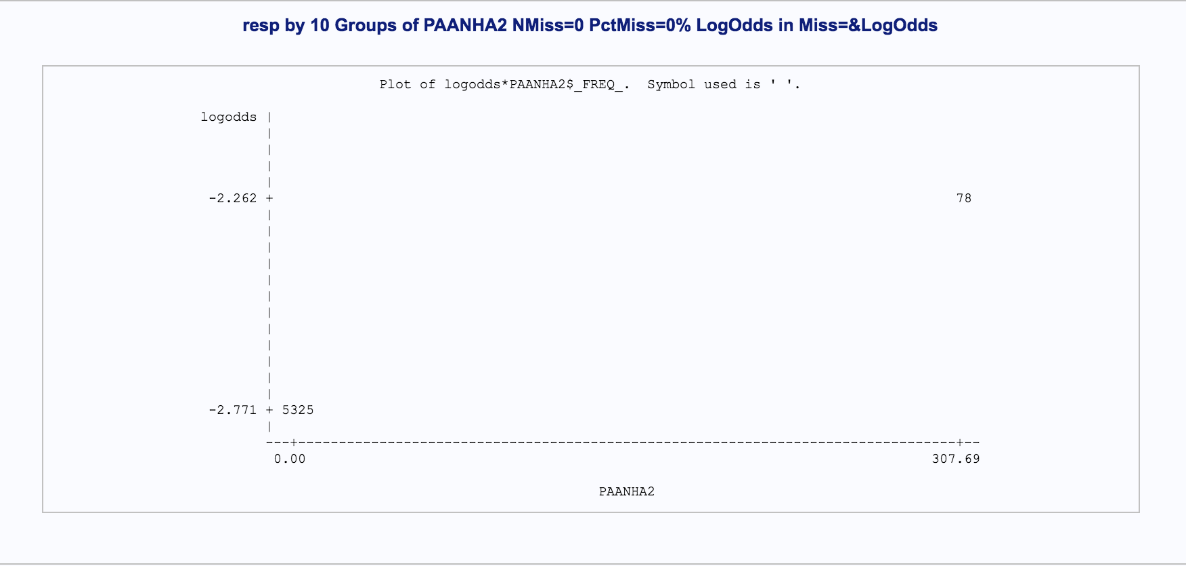 resp by 10 Groups of PAANHA2 NMiss=0 PctMiss=0% LogOdds in Miss=&LogOdds
Plot of logodds*PAANHA2$_FREQ_.  Symbol used is ' '.
logodds
-2.262 + 78
-2.771 + 5325
0.00 307.69
PAANHA2